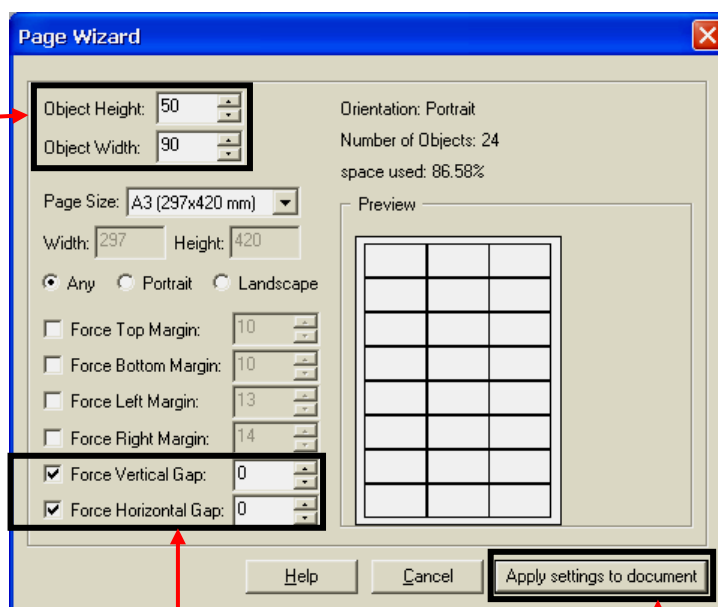 Page Wizard
Object Height: 50
Object Width: 90
Orientation: Portrait
Number of Objects: 24
space used: 86.58%
Page Size: A3 (297x420 mm)
Preview
Width: 297 Height: 420
Any Portrait Landscape
Force Top Margin: 10
Force Bottom Margin: 10
Force Left Margin: 13
Force Right Margin: 14
Force Vertical Gap: 0
Force Horizontal Gap: 0
Help Cancel Apply settings to document